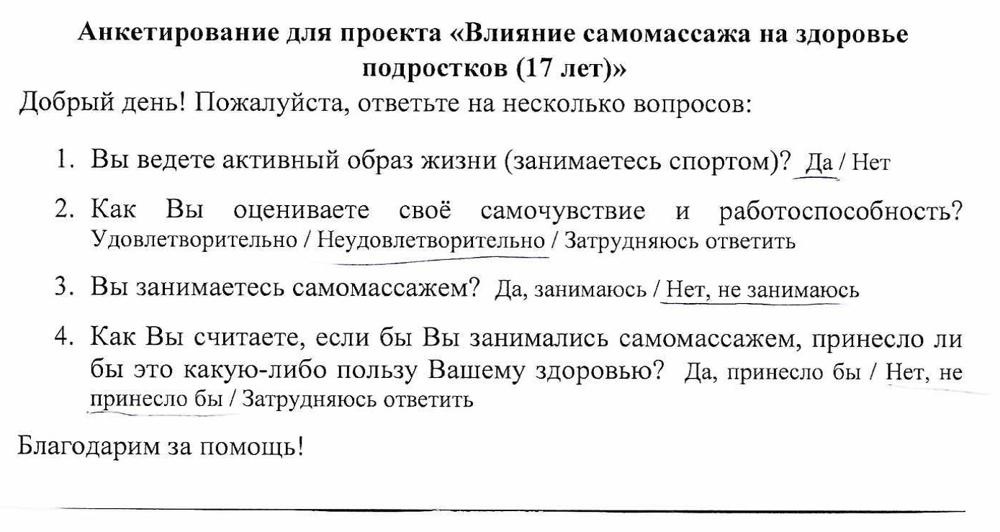 Анкетирование для проекта «Влияние самомассажа на здоровье
подростков (17 лет)»
Добрый день! Пожалуйста, ответьте на несколько вопросов:
1. Вы ведете активный образ жизни (занимаетесь спортом)? Да / Нет
2. Как Вы оцениваете своё самочувствие и работоспособность?
Удовлетворительно / Неудовлетворительно / Затрудняюсь ответить
3. Вы занимаетесь самомассажем? Да, занимаюсь / Нет, не занимаюсь
4. Как Вы считаете, если бы Вы занимались самомассажем, принесло ли
бы это какую-либо пользу Вашему здоровью? Да, принесло бы / Нет, не
принесло бы / Затрудняюсь ответить
Благодарим за помощь!